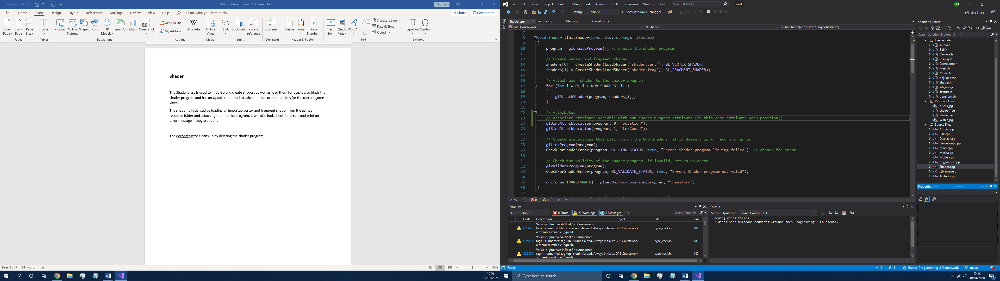 AutoSave Off
Games Programming 2 Documentation
Sign in
File Home Insert Design Layout References Mailings Review View Help Tell me what you want to do
Share Comments
Cover Page Blank Page Page Break
Pages
Table
Tables
Pictures Online Pictures Shapes Icons 3D Models SmartArt Chart Screenshot
Illustrations
Get Add-ins
My Add-ins
Wikipedia
Add-ins
Online Video
Media
Link Bookmark Cross-reference
Links
Comment
Comments
Header Footer Page Number
Header & Footer
Text Box Quick Parts WordArt Drop Cap
Signature Line
Date & Time
Object
Text
Equation Symbol
Symbols
Shader
The Shader class is used to initialise and create shaders as well as load them for use. It also binds the
shader program and has an Update() method to calculate the correct matrices for the current game
view.
The shader is initialised by loading an imported vertex and fragment shader from the games
resource folder and attaching them to the program. It will also look check for errors and print an
error message if they are found.
The deconstructor cleans up by deleting the shader program.
Page 8 of 9 864 words
100%
15:52
10/01/2020
File Edit View Project Build Debug Test Analyze Tools Extensions Window Help
Search (Ctrl+Q)
Lab1
SM
Debug Win32 Local Windows Debugger
Live Share
Toolbox
Shader.cpp Texture.cpp Mesh.cpp GameLoop.cpp
GP2 Coursework
Shader
InitShader(const std::string & filename)
7
8 void Shader::InitShader(const std::string& filename)
9 {
10 program = glCreateProgram(); // Create the shader program
11
12 // Create vertex and fragment shader
13 shaders[0] = CreateShader(LoadShader("shader.vert"), GL_VERTEX_SHADER);
14 shaders[1] = CreateShader(LoadShader("shader.frag"), GL_FRAGMENT_SHADER);
15
16 // Attach each shader to the shader program
17 for (int i = 0; i < NUM_SHADERS; i++)
18 {
19 glAttachShader(program, shaders[i]);
20 }
21
22 // Attributes
23 // associate attribute variable with our shader program attribute (in this case attribute vec3 position;)
24 glBindAttribLocation(program, 0, "position");
25 glBindAttribLocation(program, 1, "texCoord");
26
27 // Create executables that will run on the GPU shaders, if it doesn't work, return an error
28 glLinkProgram(program);
29 CheckForShaderError(program, GL_LINK_STATUS, true, "Error: Shader program linking failed"); // cheack for error
30
31 // Check the validity of the shader program, if invalid, return an error
32 glValidateProgram(program);
33 CheckForShaderError(program, GL_VALIDATE_STATUS, true, "Error: Shader program not valid");
34
35 uniforms[TRANSFORM_U] = glGetUniformLocation(program, "transform");
36 }
37
121 % 0 3
Solution Explorer
Search Solution Explorer (Ctrl+;)
Header Files
Audio.h
Ball.h
Camera.h
Display.h
GameLoop.h
Mesh.h
Model.h
obj_loader.h
Shader.h
stb_image.h
Texture.h
transform.h
Resource Files
bricks.jpg
shader.frag
shader.vert
Water.jpg
Source Files
Audio.cpp
Ball.cpp
Display.cpp
GameLoop.cpp
main.cpp
Mesh.cpp
Model.cpp
obj_loader.cpp
Shader.cpp
stb_image.c
Texture.cpp
Properties
Error List
Entire Solution 0 Errors 22 Warnings 0 Messages Search Error List
Code Description Project File Line
C26495 Variable 'glm::tvec4<float,5>::<unnamed-tag>::<unnamed-tag>::a' is uninitialized. Always initialize a member variable (type.6). GP2 Coursework type_vec4.inl 182
C26495 Variable 'glm::tvec4<float,5>::<unnamed-tag>::<unnamed-tag>::b' is uninitialized. Always initialize a member variable (type.6). GP2 Coursework type_vec4.inl 182
C26495 Variable 'glm::tvec4<float,5>::<unnamed-tag>::<unnamed-tag>::g' is uninitialized. Always initialize a member variable (type.6). GP2 Coursework type_vec4.inl 182
Output
Show output from: Source Control - Git
Opening repositories:
C:\Users\Sean Muldoon\Documents\GitHub\Games-Programming-2-Coursework
Ready
0 11 Games-Programming-2-Coursework master 1
Type here to search
15:52
10/01/2020
4